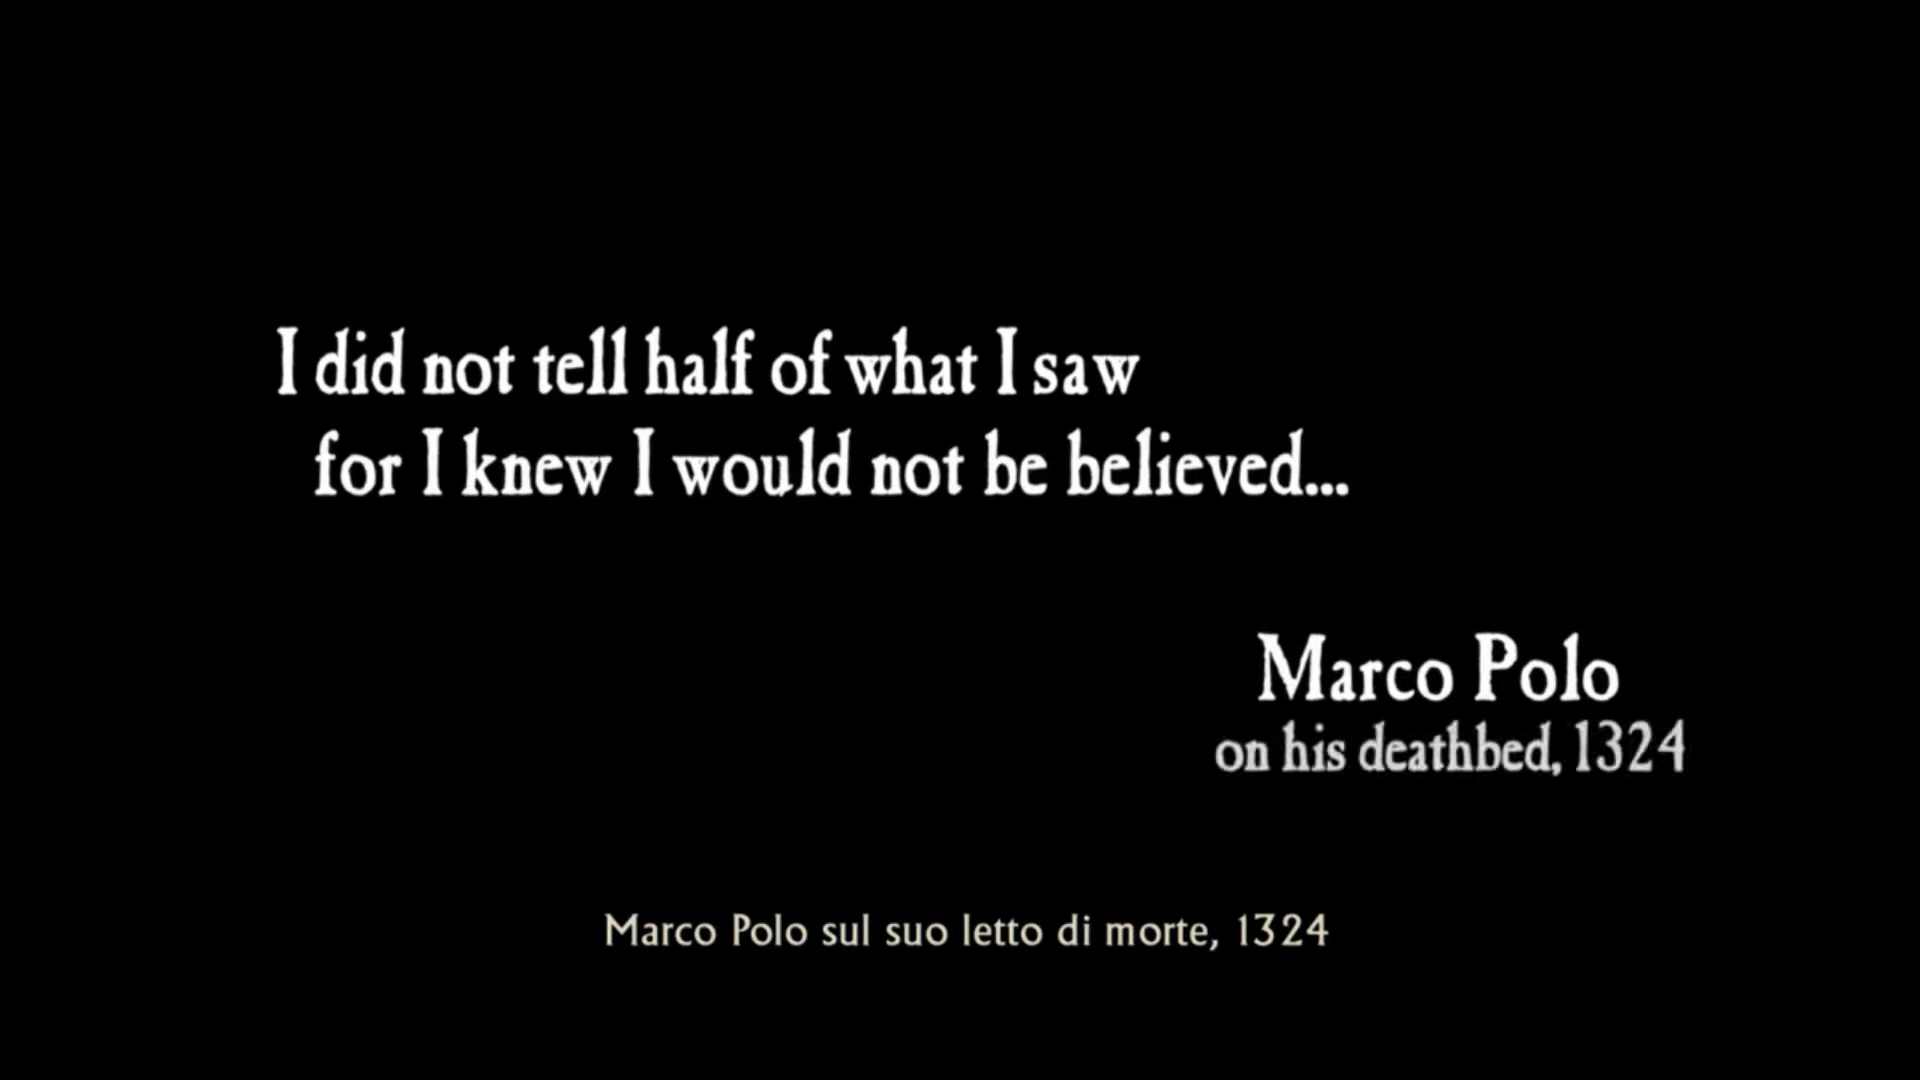 I did not tell half of what I saw
for I knew I would not be believed...
Marco Polo
on his deathbed, 1324
Marco Polo sul suo letto di morte, 1324